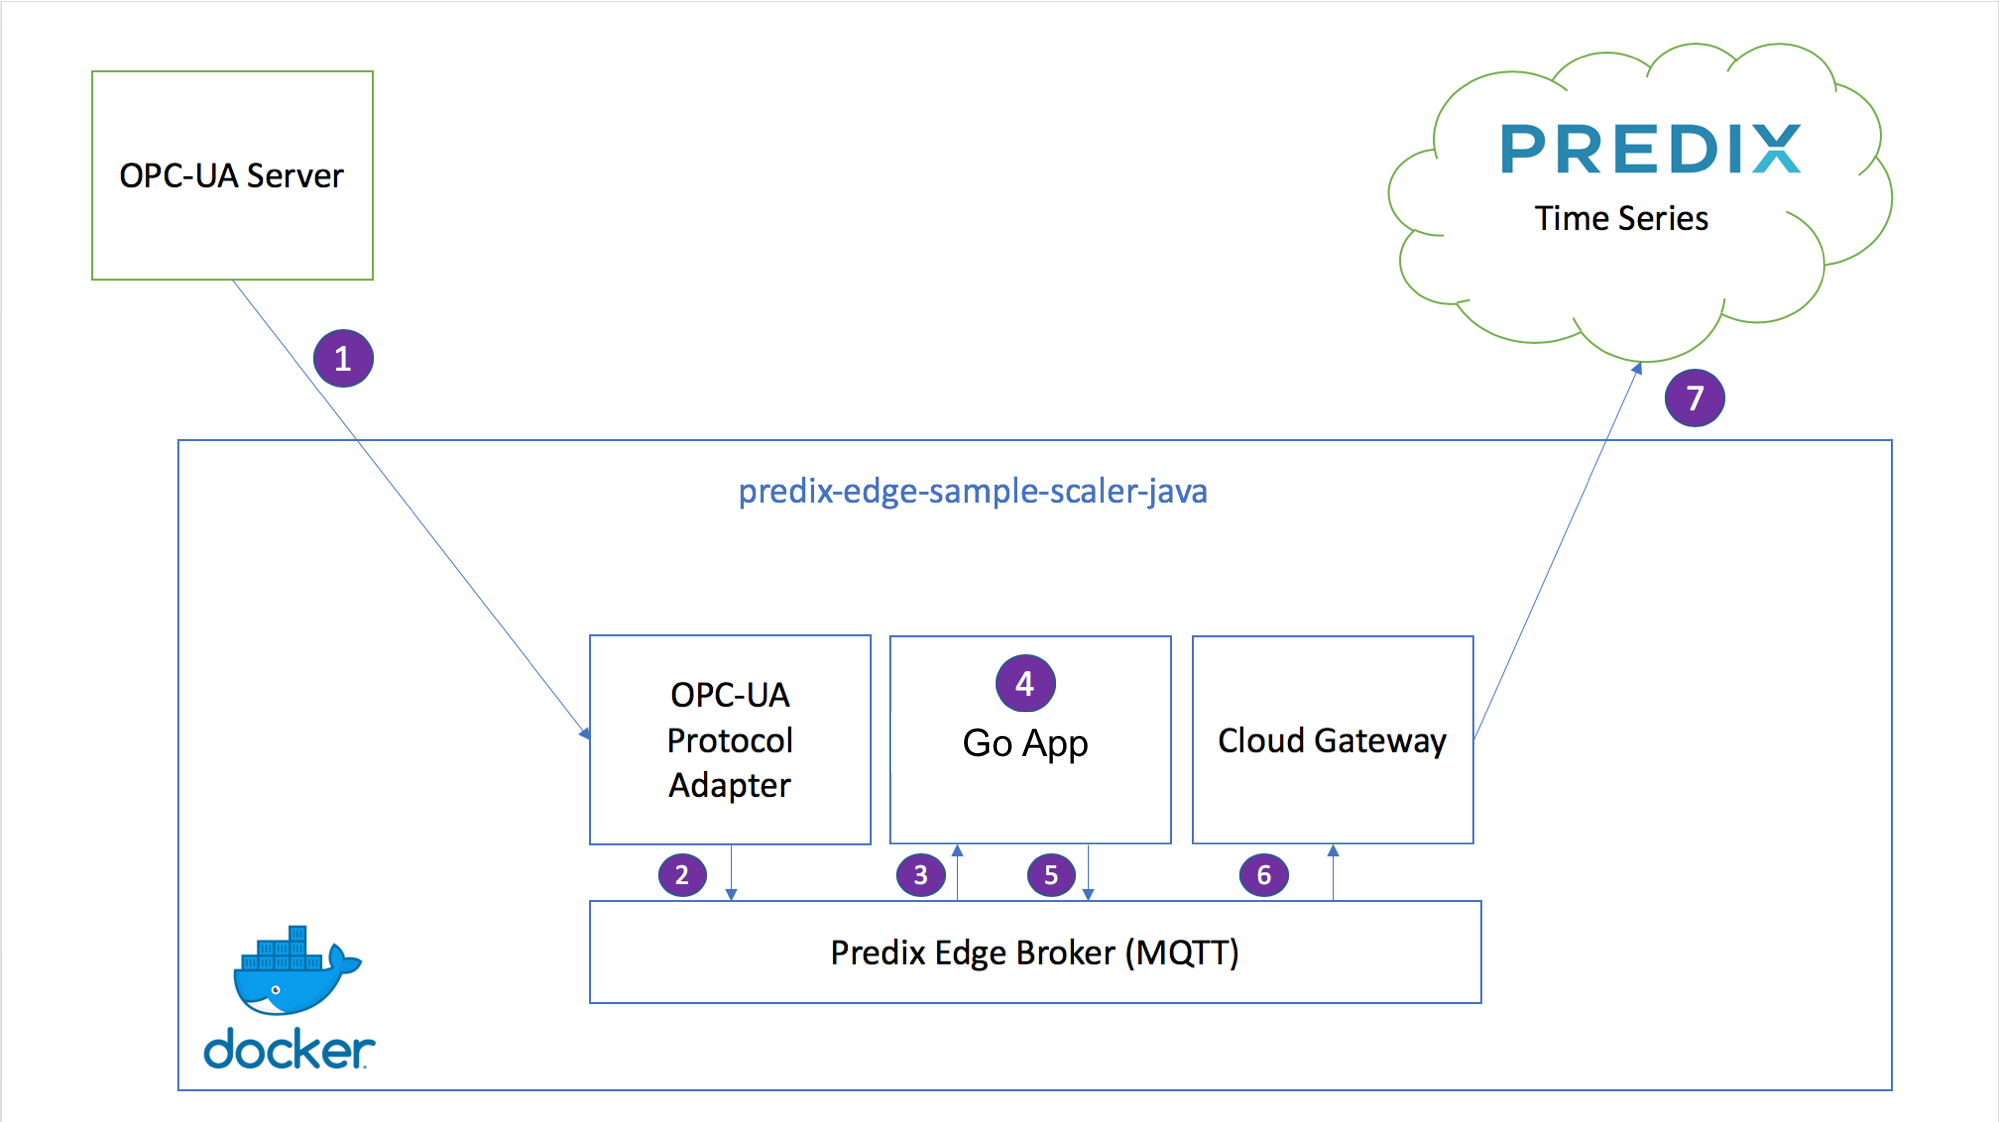 OPC-UA Server
PREDIX
Time Series
1
7
predix-edge-sample-scaler-java
OPC-UA
Protocol
Adapter
4
Go App
Cloud Gateway
2
3
5
6
Predix Edge Broker (MQTT)
docker